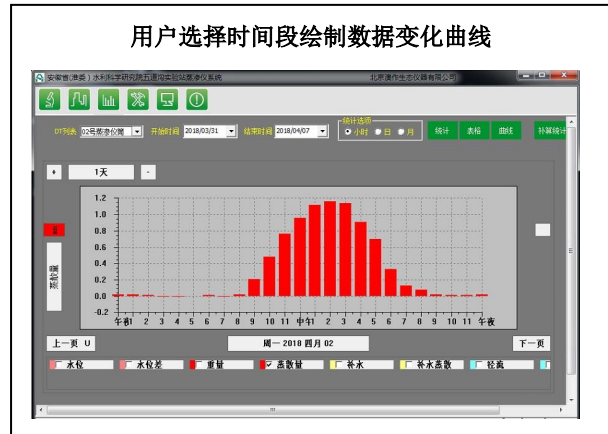 用户选择时间段绘制数据变化曲线
安徽省(淮委)水利科学研究院五道沟实验站蒸渗仪系统 北京澳作生态仪器有限公司
统计选项
DT列表 02号蒸渗仪简 开始时间 2018/03/31 结束时间 2018/04/07 小时 日 月 统计 表格 曲线 补算统计
+ 1天 -
1.2
1.0
0.8
0.6
0.4
0.2
0.0
-0.2
蒸散量
午夜1 2 3 4 5 6 7 8 9 10 11 中午1 2 3 4 5 6 7 8 9 10 11 午夜
上一页 U 周一 2018 四月 02 下一页
水位 水位差 重量 蒸散量 补水 补水蒸散 径流